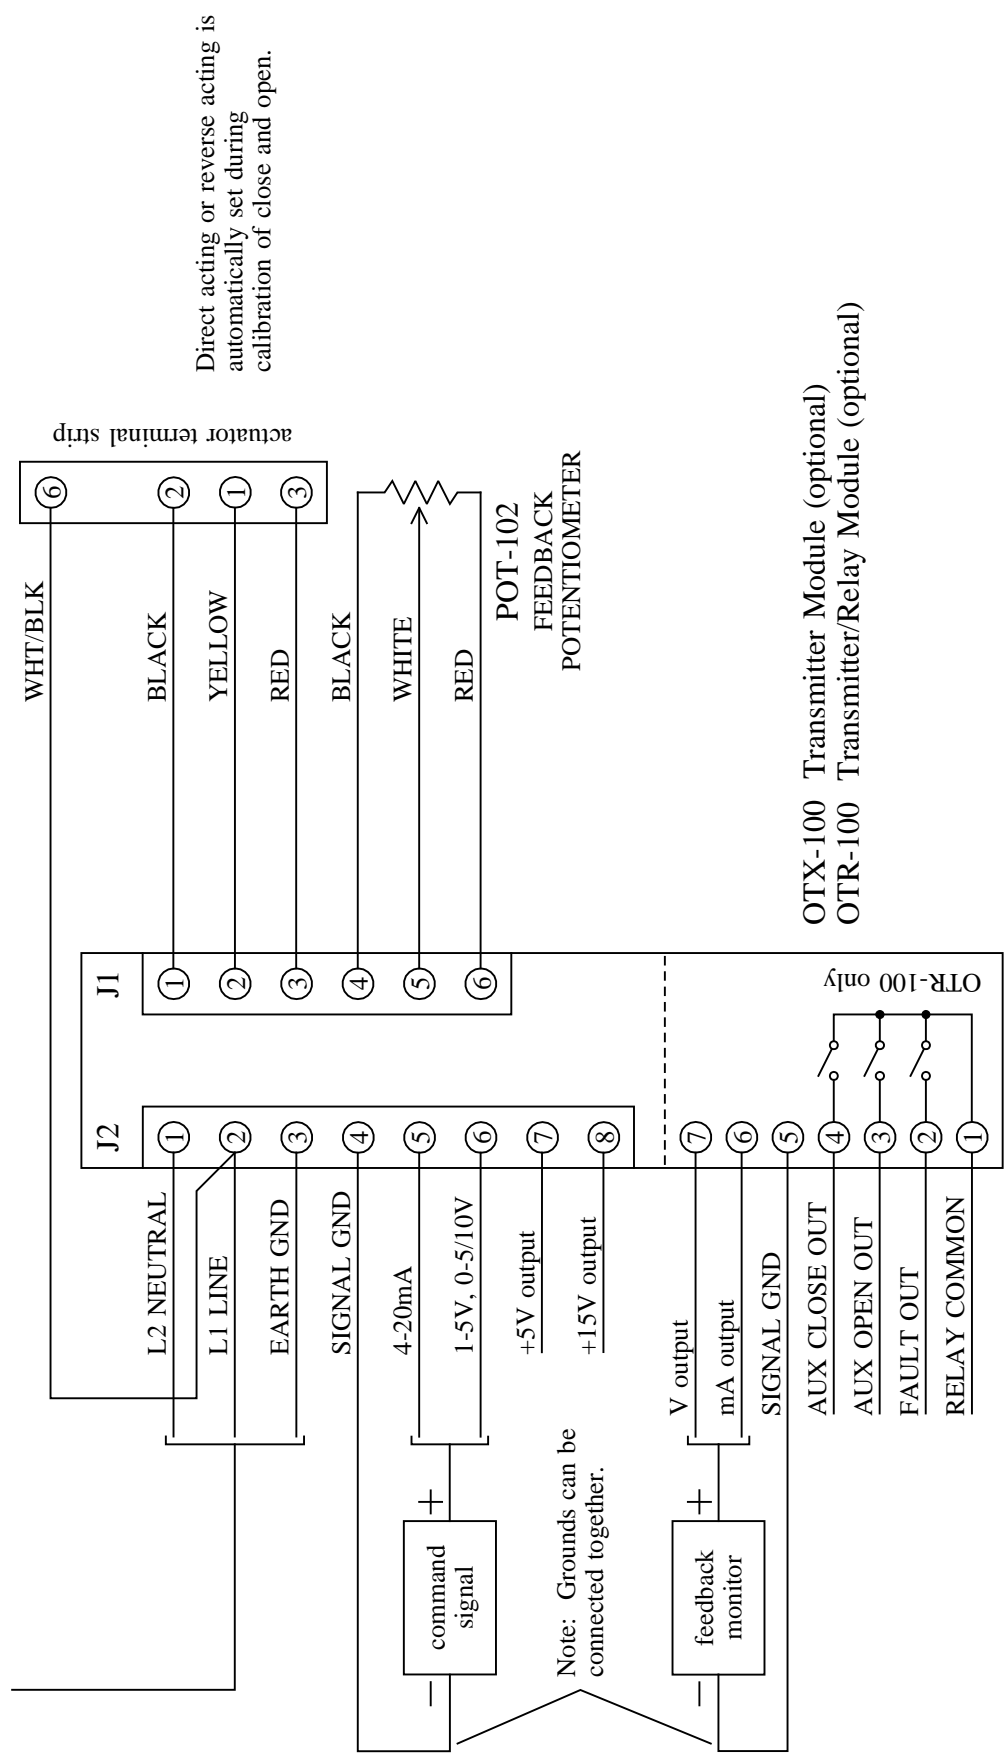 Direct acting or reverse acting is
automatically set during
calibration of close and open.
actuator terminal strip
6
2
1
3
WHT/BLK
BLACK
YELLOW
RED
BLACK
WHITE
RED
POT-102
FEEDBACK
POTENTIOMETER
OTX-100 Transmitter Module (optional)
OTR-100 Transmitter/Relay Module (optional)
J1
1
2
3
4
5
6
OTR-100 only
J2
1
2
3
4
5
6
7
8
7
6
5
4
3
2
1
L2 NEUTRAL
L1 LINE
EARTH GND
SIGNAL GND
4-20mA
1-5V, 0-5/10V
+5V output
+15V output
V output
mA output
SIGNAL GND
AUX CLOSE OUT
AUX OPEN OUT
FAULT OUT
RELAY COMMON
+
command
signal
−
Note: Grounds can be
connected together.
+
feedback
monitor
−